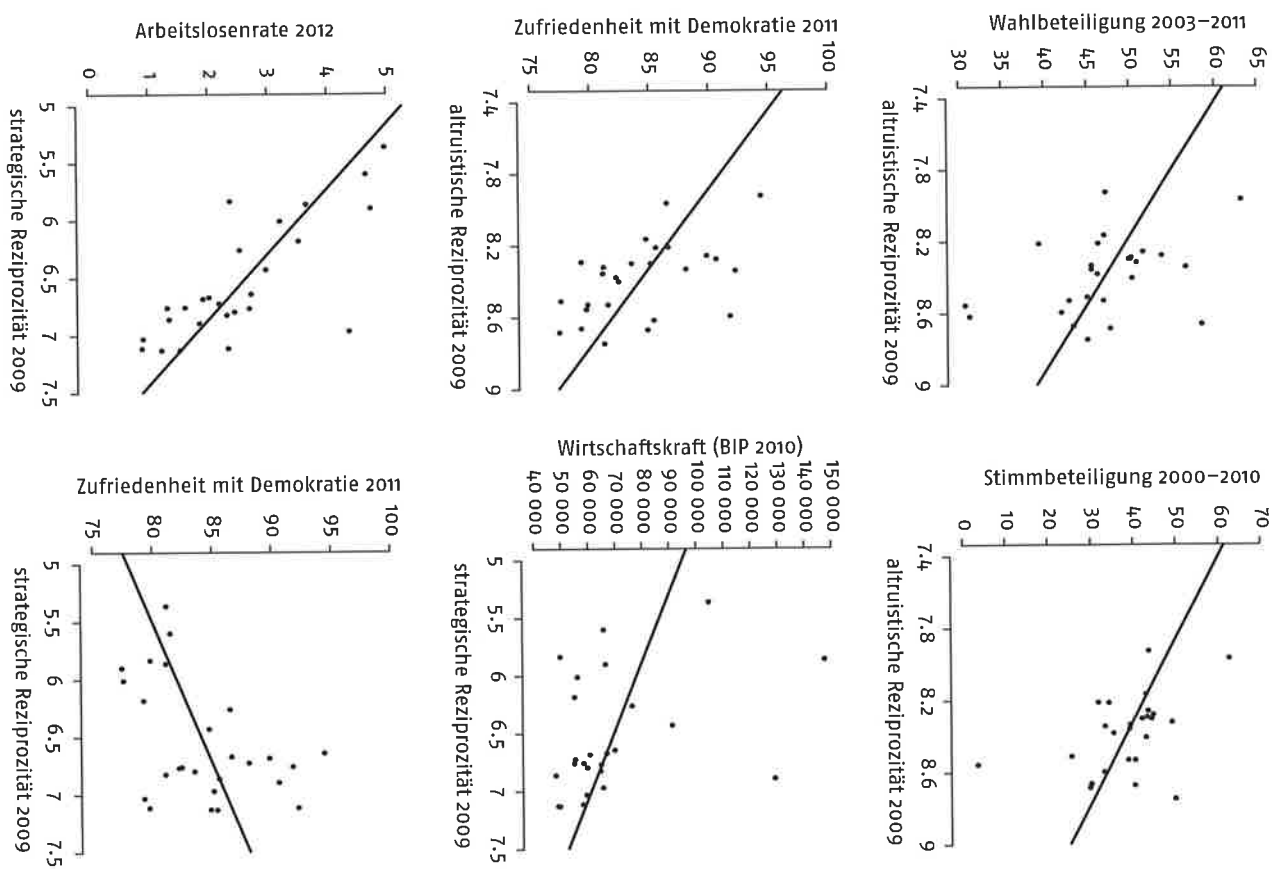 Wahlbeteiligung 2003–2011
65
60
55
50
45
40
35
30
7.4 7.8 8.2 8.6 9
altruistische Reziprozität 2009
Stimmbeteiligung 2000–2010
70
60
50
40
30
20
10
0
7.4 7.8 8.2 8.6 9
altruistische Reziprozität 2009
Zufriedenheit mit Demokratie 2011
100
95
90
85
80
75
7.4 7.8 8.2 8.6 9
altruistische Reziprozität 2009
Wirtschaftskraft (BIP 2010)
150 000
140 000
130 000
120 000
110 000
100 000
90 000
80 000
70 000
60 000
50 000
40 000
5 5.5 6 6.5 7 7.5
strategische Reziprozität 2009
Arbeitslosenrate 2012
5
4
3
2
1
0
5 5.5 6 6.5 7 7.5
strategische Reziprozität 2009
Zufriedenheit mit Demokratie 2011
100
95
90
85
80
75
5 5.5 6 6.5 7 7.5
strategische Reziprozität 2009